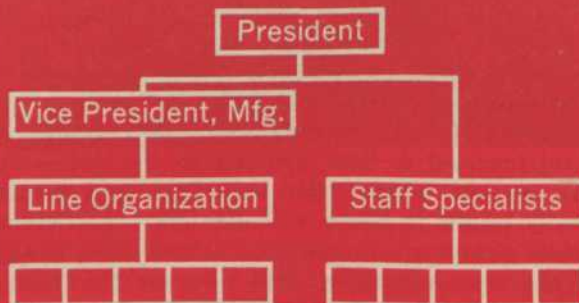 President
Vice President, Mfg.
Line Organization
Staff Specialists